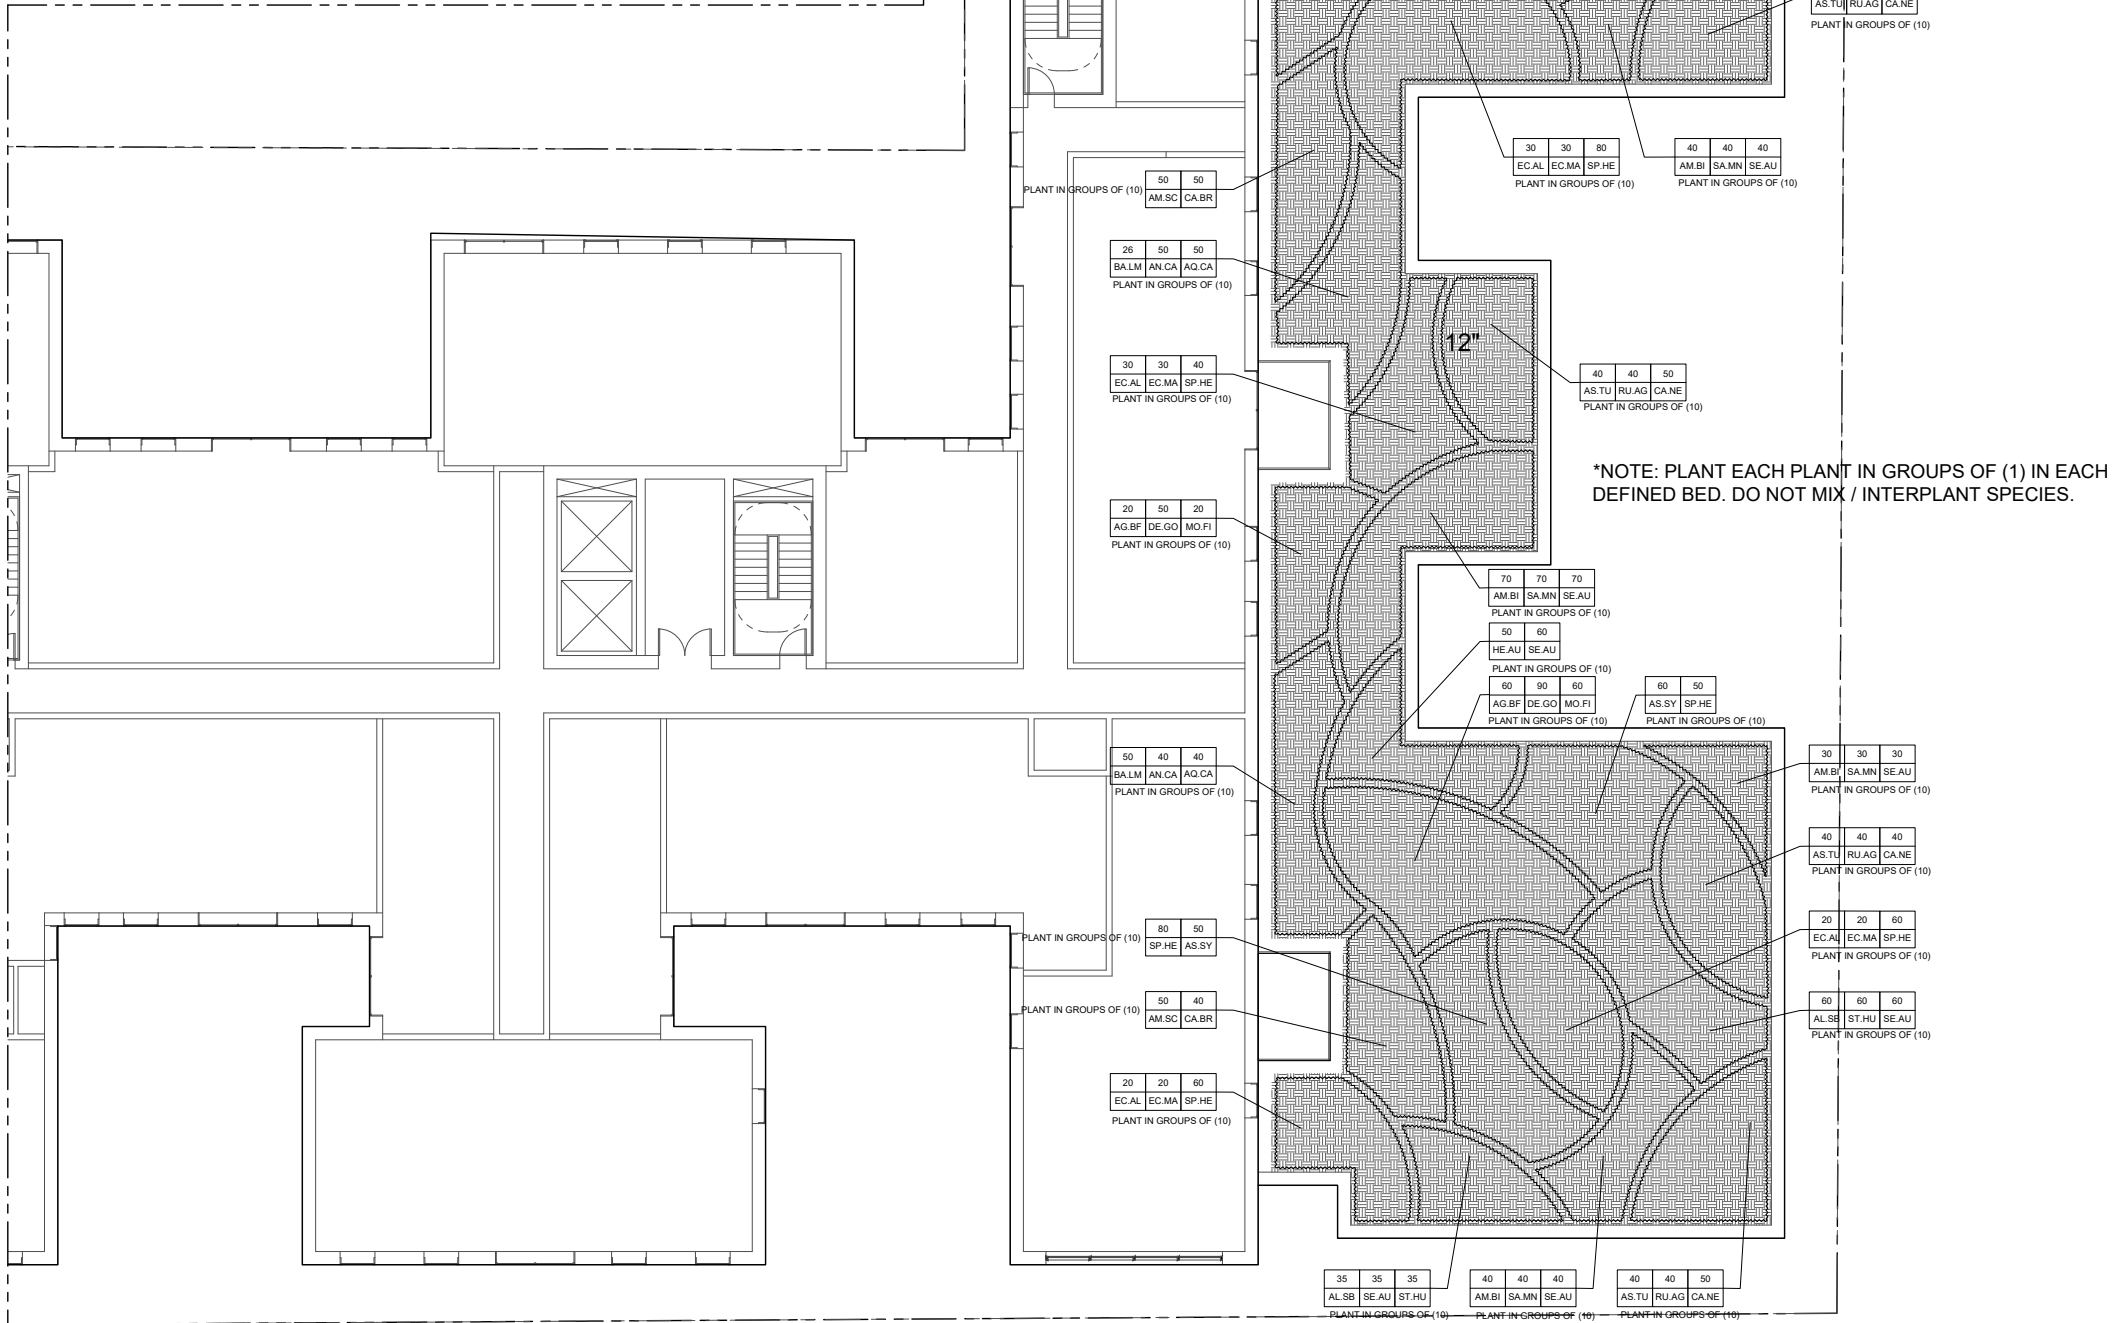 AS.TU RU.AG CA.NE
PLANT IN GROUPS OF (10)
30 30 80
EC.AL EC.MA SP.HE
PLANT IN GROUPS OF (10)
40 40 40
AM.BI SA.MN SE.AU
PLANT IN GROUPS OF (10)
PLANT IN GROUPS OF (10)
50 50
AM.SC CA.BR
26 50 50
BA.LM AN.CA AQ.CA
PLANT IN GROUPS OF (10)
12"
30 30 40
EC.AL EC.MA SP.HE
PLANT IN GROUPS OF (10)
40 40 50
AS.TU RU.AG CA.NE
PLANT IN GROUPS OF (10)
*NOTE: PLANT EACH PLANT IN GROUPS OF (1) IN EACH
DEFINED BED. DO NOT MIX / INTERPLANT SPECIES.
20 50 20
AG.BF DE.GO MO.FI
PLANT IN GROUPS OF (10)
70 70 70
AM.BI SA.MN SE.AU
PLANT IN GROUPS OF (10)
50 60
HE.AU SE.AU
PLANT IN GROUPS OF (10)
60 90 60
AG.BF DE.GO MO.FI
PLANT IN GROUPS OF (10)
60 50
AS.SY SP.HE
PLANT IN GROUPS OF (10)
50 40 40
BA.LM AN.CA AQ.CA
PLANT IN GROUPS OF (10)
30 30 30
AM.BI SA.MN SE.AU
PLANT IN GROUPS OF (10)
40 40 40
AS.TU RU.AG CA.NE
PLANT IN GROUPS OF (10)
PLANT IN GROUPS OF (10)
80 50
SP.HE AS.SY
20 20 60
EC.AL EC.MA SP.HE
PLANT IN GROUPS OF (10)
PLANT IN GROUPS OF (10)
50 40
AM.SC CA.BR
60 60 60
AL.SB ST.HU SE.AU
PLANT IN GROUPS OF (10)
20 20 60
EC.AL EC.MA SP.HE
PLANT IN GROUPS OF (10)
35 35 35
AL.SB SE.AU ST.HU
PLANT IN GROUPS OF (10)
40 40 40
AM.BI SA.MN SE.AU
PLANT IN GROUPS OF (10)
40 40 50
AS.TU RU.AG CA.NE
PLANT IN GROUPS OF (10)